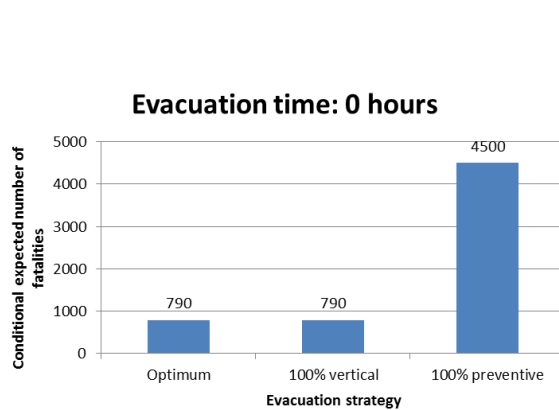 Evacuation time: 0 hours
Conditional expected number of
fatalities
5000
4000
3000
2000
1000
0
790
790
4500
Optimum
100% vertical
100% preventive
Evacuation strategy